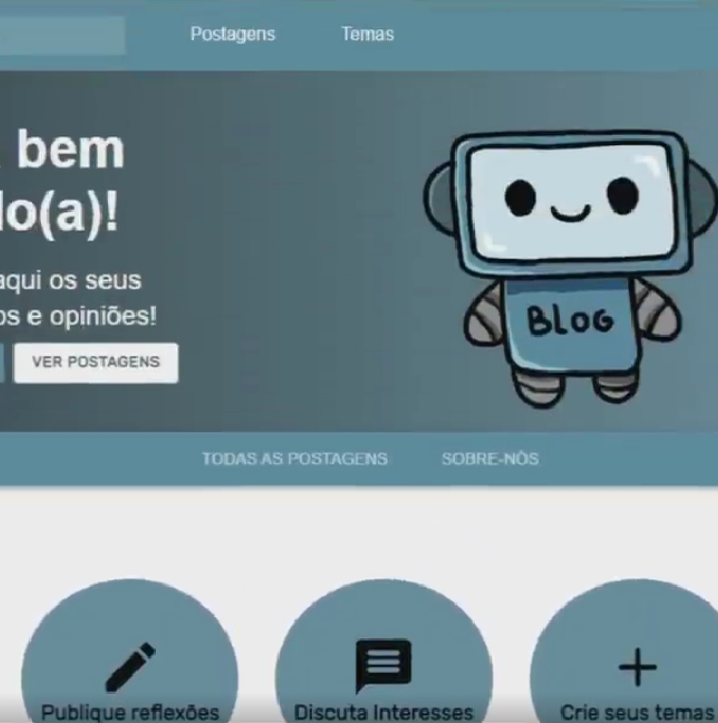 Postagens Temas
bem
lo(a)!
aqui os seus
os e opiniões!
VER POSTAGENS
BLOG
TODAS AS POSTAGENS SOBRE-NÓS
Publique reflexões Discuta Interesses Crie seus temas